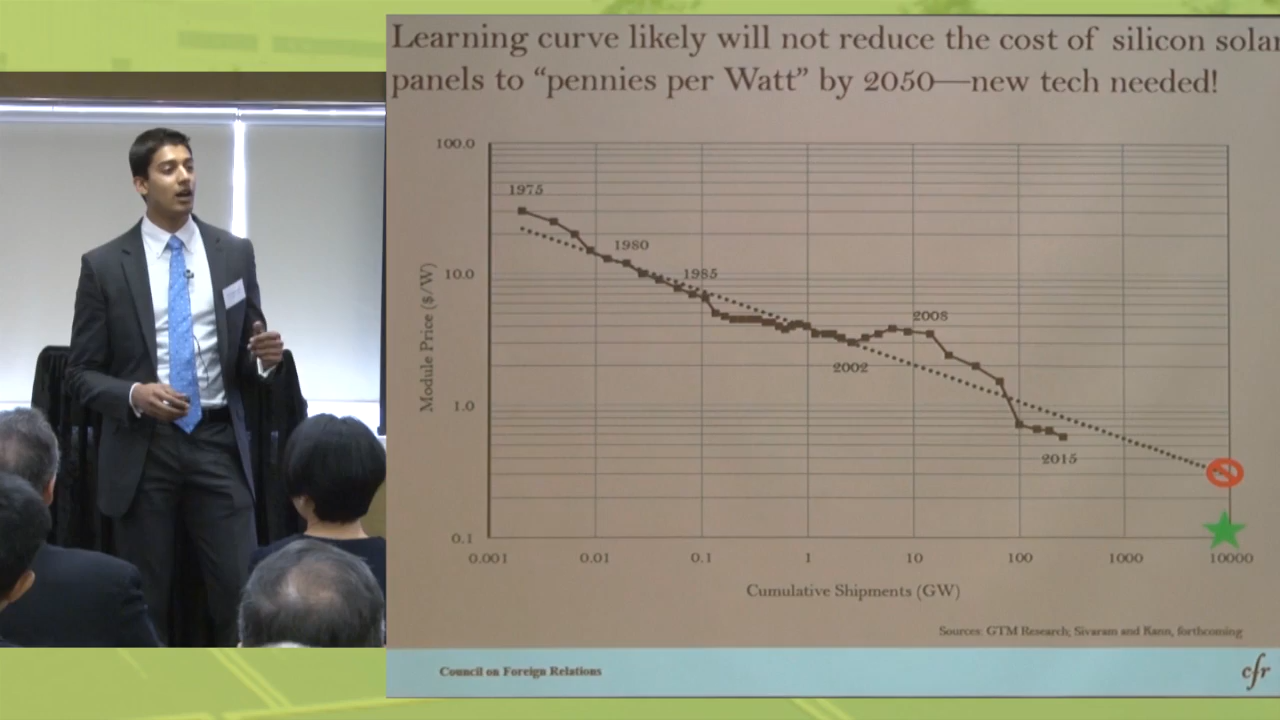 Learning curve likely will not reduce the cost of silicon solar
panels to “pennies per Watt” by 2050—new tech needed!
100.0
10.0
1.0
0.1
Module Price ($/W)
1975
1980
1985
2002
2008
2015
0.001 0.01 0.1 1 10 100 1000 10000
Cumulative Shipments (GW)
Sources: GTM Research; Sivaram and Kann, forthcoming
Council on Foreign Relations
cfr